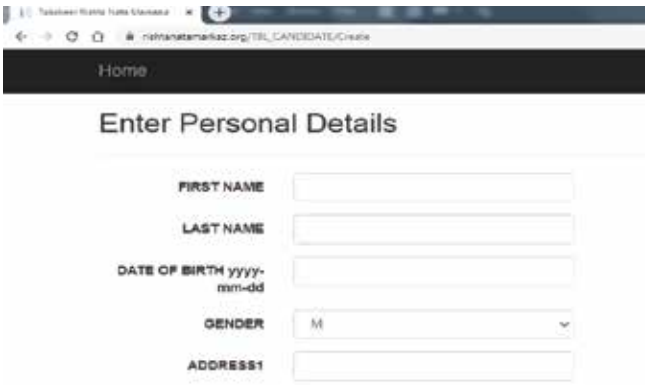 rishtanatamarkaz.org/TBL_CANDIDATE/Create
Home
Enter Personal Details
FIRST NAME
LAST NAME
DATE OF BIRTH yyyy-
mm-dd
GENDER
M
ADDRESS1